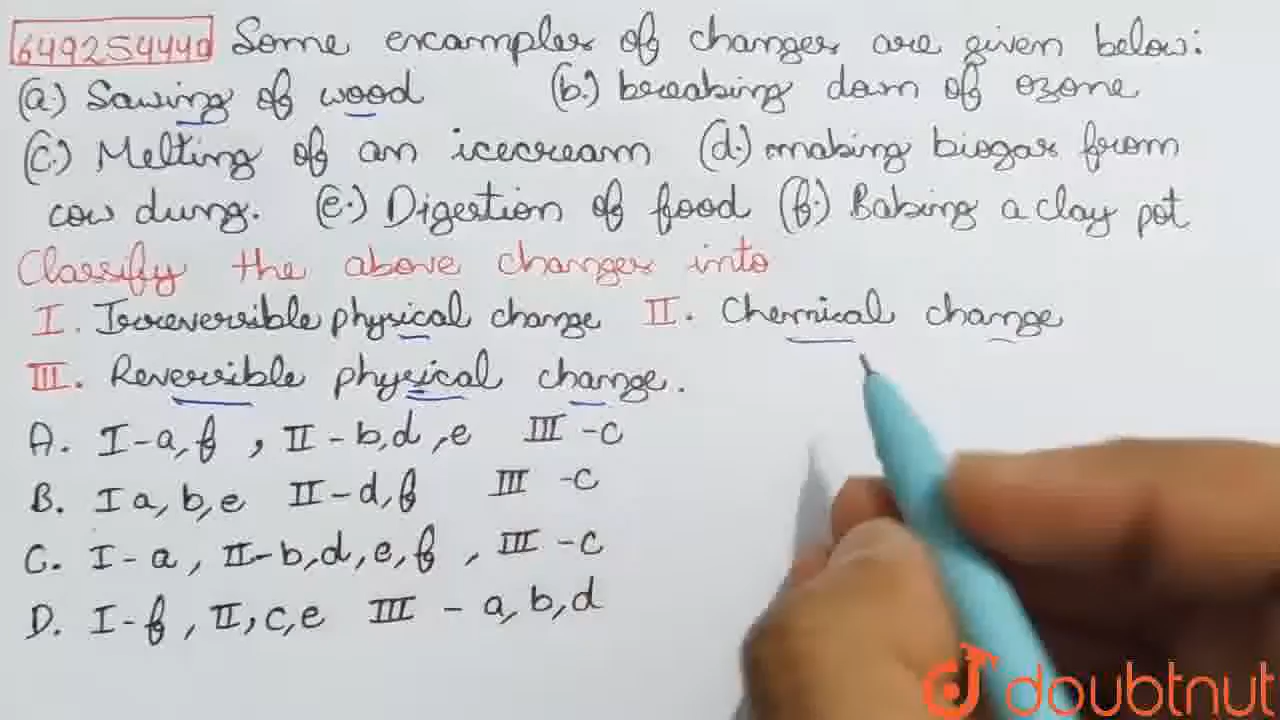 649254440 Some examples of changes are given below:
(a.) Sawing of wood (b.) breaking down of ozone
(c.) Melting of an icecream (d.) making biogas from
cow dung. (e.) Digestion of food (f.) Baking a clay pot
Classify the above changes into
I. Irreversible physical change II. Chemical change
III. Reversible physical change.
A. I-a, f , II-b,d,e III-c
B. I a, b, e II-d, f III-c
C. I-a, II-b, d, e, f , III-c
D. I-f, II, c, e III - a, b, d
doubtnut